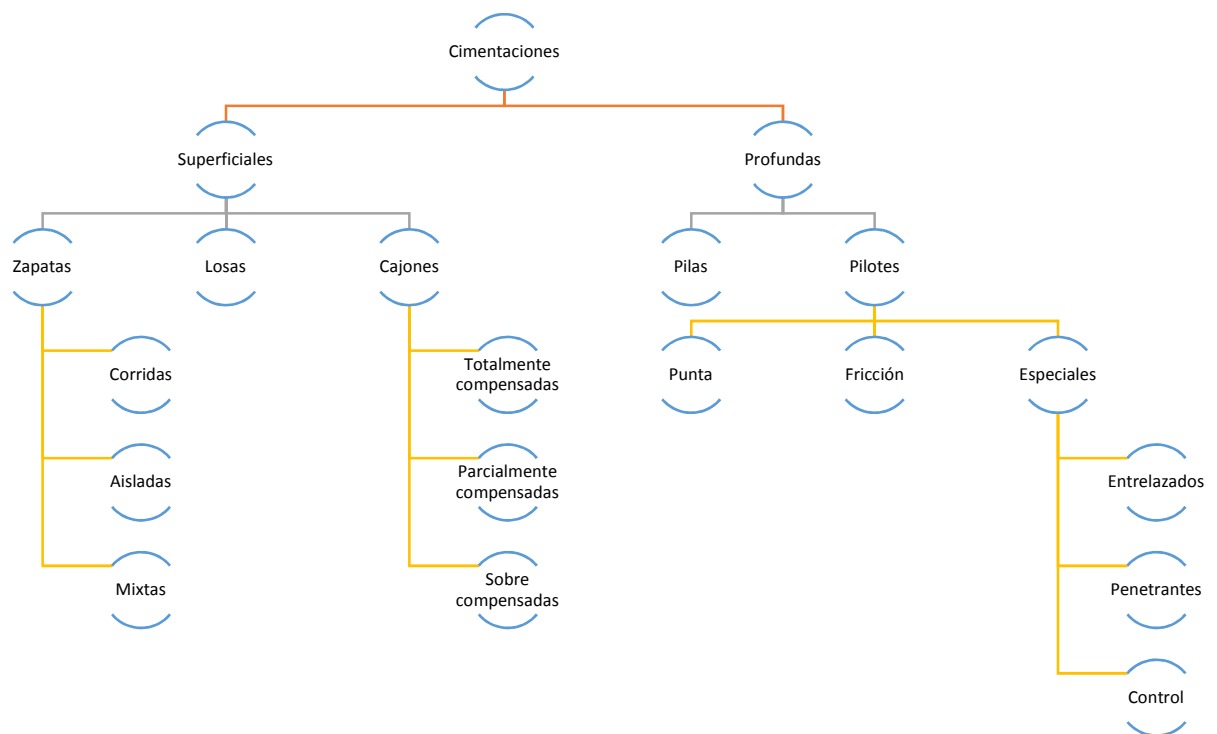 Cimentaciones
Superficiales
Profundas
Zapatas
Losas
Cajones
Pilas
Pilotes
Corridas
Totalmente
compensadas
Punta
Fricción
Especiales
Aisladas
Parcialmente
compensadas
Entrelazados
Mixtas
Sobre
compensadas
Penetrantes
Control